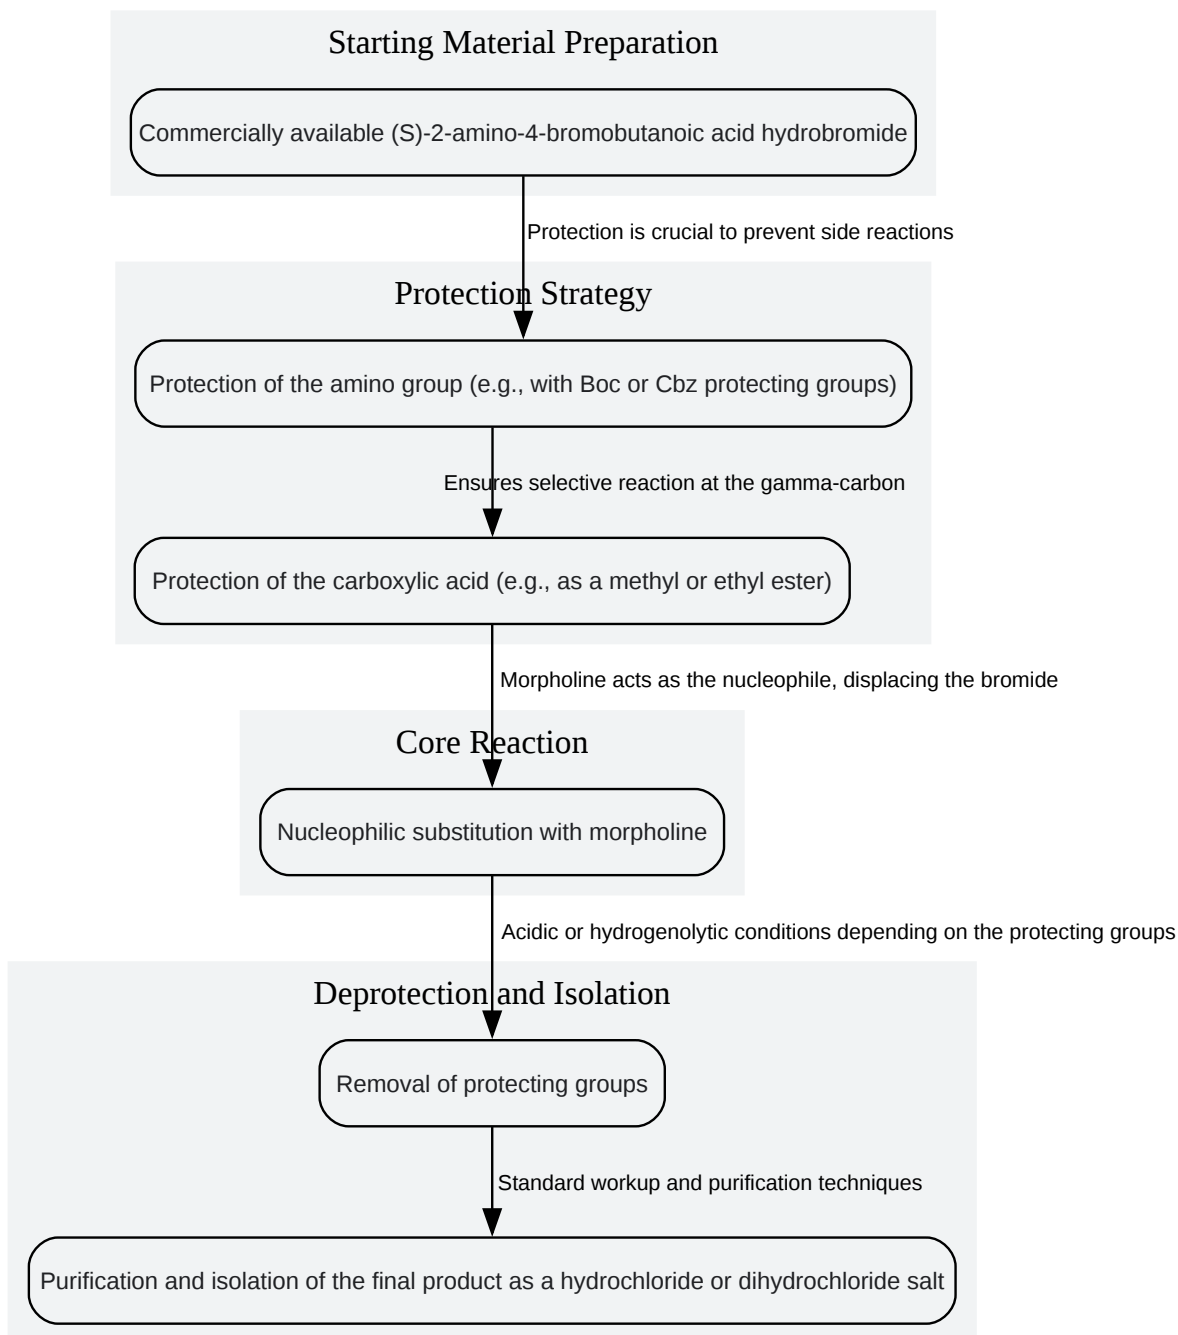 Starting Material Preparation
Commercially available (S)-2-amino-4-bromobutanoic acid hydrobromide
Protection is crucial to prevent side reactions
Protection Strategy
Protection of the amino group (e.g., with Boc or Cbz protecting groups)
Ensures selective reaction at the gamma-carbon
Protection of the carboxylic acid (e.g., as a methyl or ethyl ester)
Morpholine acts as the nucleophile, displacing the bromide
Core Reaction
Nucleophilic substitution with morpholine
Acidic or hydrogenolytic conditions depending on the protecting groups
Deprotection and Isolation
Removal of protecting groups
Standard workup and purification techniques
Purification and isolation of the final product as a hydrochloride or dihydrochloride salt